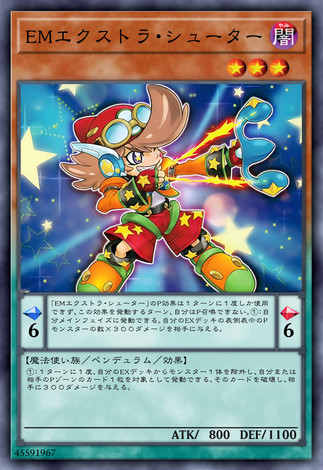 EMエクストラ・シューター
闇
やみ
「EMエクストラ・シューター」のP効果は１ターンに１度しか使用
できず、この効果を発動するターン、自分はP召喚できない。①：自
分メインフェイズに発動できる。自分のEXデッキの表側表示のP
モンスターの数×３００ダメージを相手に与える。
6
6
【魔法使い族／ペンデュラム／効果】
①：１ターンに１度、自分のEXデッキからモンスター１体を除外し、自分または
相手のPゾーンのカード１枚を対象として発動できる。そのカードを破壊し、相
手に３００ダメージを与える。
ATK/ 800 DEF/1100
45591967